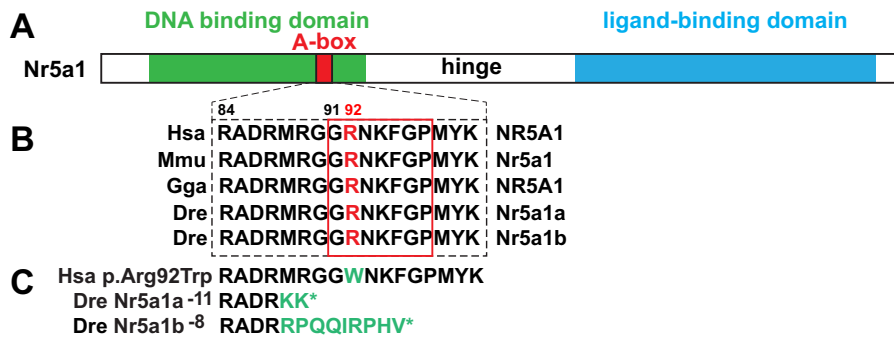 A
DNA binding domain
ligand-binding domain
A-box
Nr5a1
hinge
84 91 92
B
Hsa RADRMRGGRNKFGPMYK NR5A1
Mmu RADRMRGGRNKFGPMYK Nr5a1
Gga RADRMRGGRNKFGPMYK NR5A1
Dre RADRMRGGRNKFGPMYK Nr5a1a
Dre RADRMRGGRNKFGPMYK Nr5a1b
C
Hsa p.Arg92Trp RADRMRGGWNKFGPMYK
Dre Nr5a1a -11 RADRKK*
Dre Nr5a1b -8 RADRRPQQIRPHV*